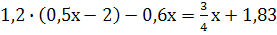 1,2 · (0,5x − 2) − 0,6x = 3/4 x + 1,83